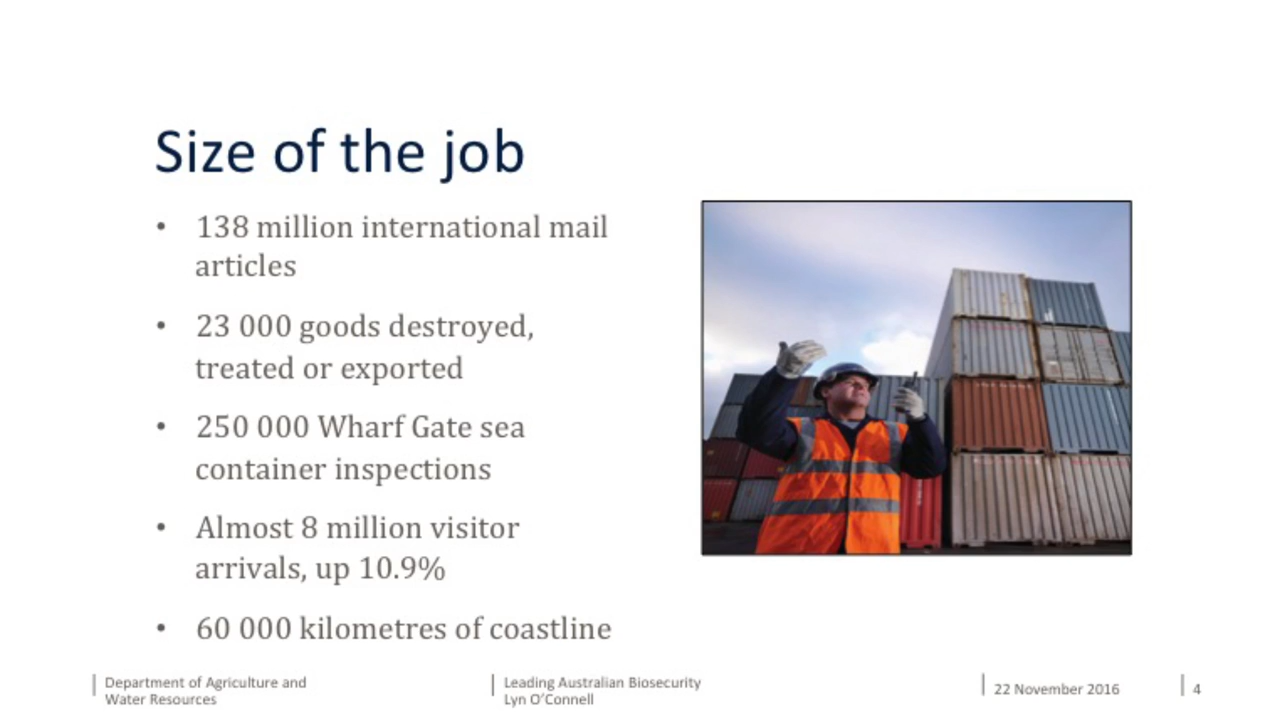 Size of the job
• 138 million international mail
articles
• 23 000 goods destroyed,
treated or exported
• 250 000 Wharf Gate sea
container inspections
• Almost 8 million visitor
arrivals, up 10.9%
• 60 000 kilometres of coastline
Department of Agriculture and
Water Resources
Leading Australian Biosecurity
Lyn O’Connell
22 November 2016
4